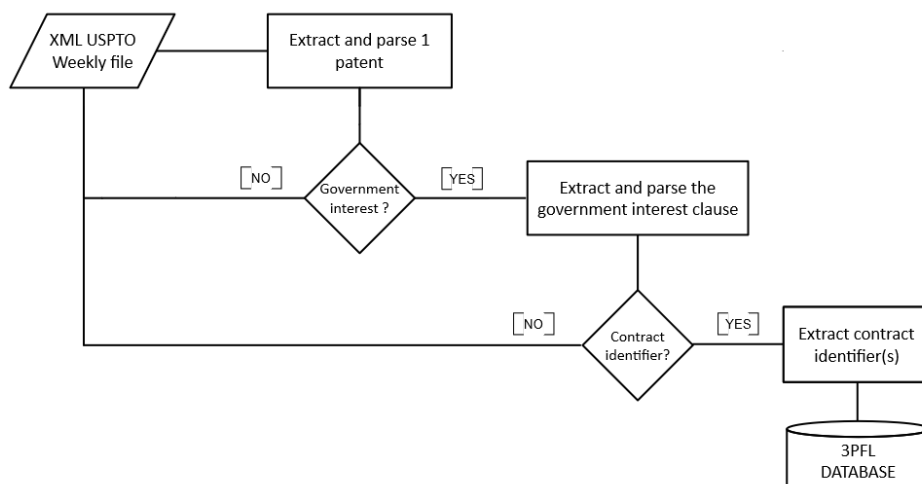 XML USPTO
Weekly file
Extract and parse 1
patent
[NO]
Government
interest ?
[YES]
Extract and parse the
government interest clause
[NO]
Contract
identifier?
[YES]
Extract contract
identifier(s)
3PFL
DATABASE